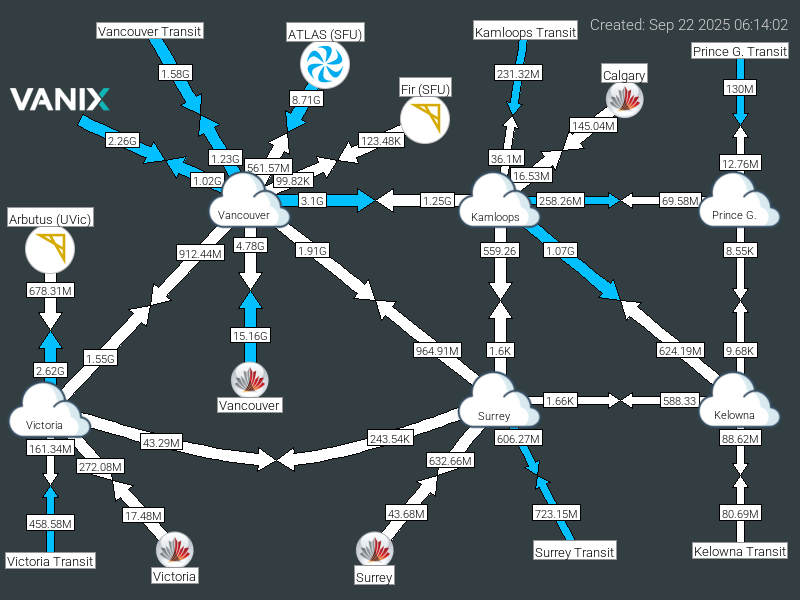 Created: Sep 22 2025 06:14:02
Vancouver Transit
ATLAS (SFU)
Kamloops Transit
Prince G. Transit
1.58G
231.32M
Calgary
130M
VANIX
8.71G
Fir (SFU)
145.04M
2.26G
123.48K
1.23G
561.57M
36.1M
12.76M
1.02G
99.82K
16.53M
3.1G
1.25G
258.26M
69.58M
Vancouver
Kamloops
Prince G.
Arbutus (UVic)
912.44M
4.78G
1.91G
559.26
1.07G
8.55K
678.31M
15.16G
1.55G
964.91M
1.6K
624.19M
9.68K
2.62G
Vancouver
1.66K
588.33
Victoria
Surrey
Kelowna
161.34M
43.29M
243.54K
606.27M
88.62M
272.08M
632.66M
458.58M
17.48M
43.68M
723.15M
80.69M
Victoria Transit
Victoria
Surrey
Surrey Transit
Kelowna Transit